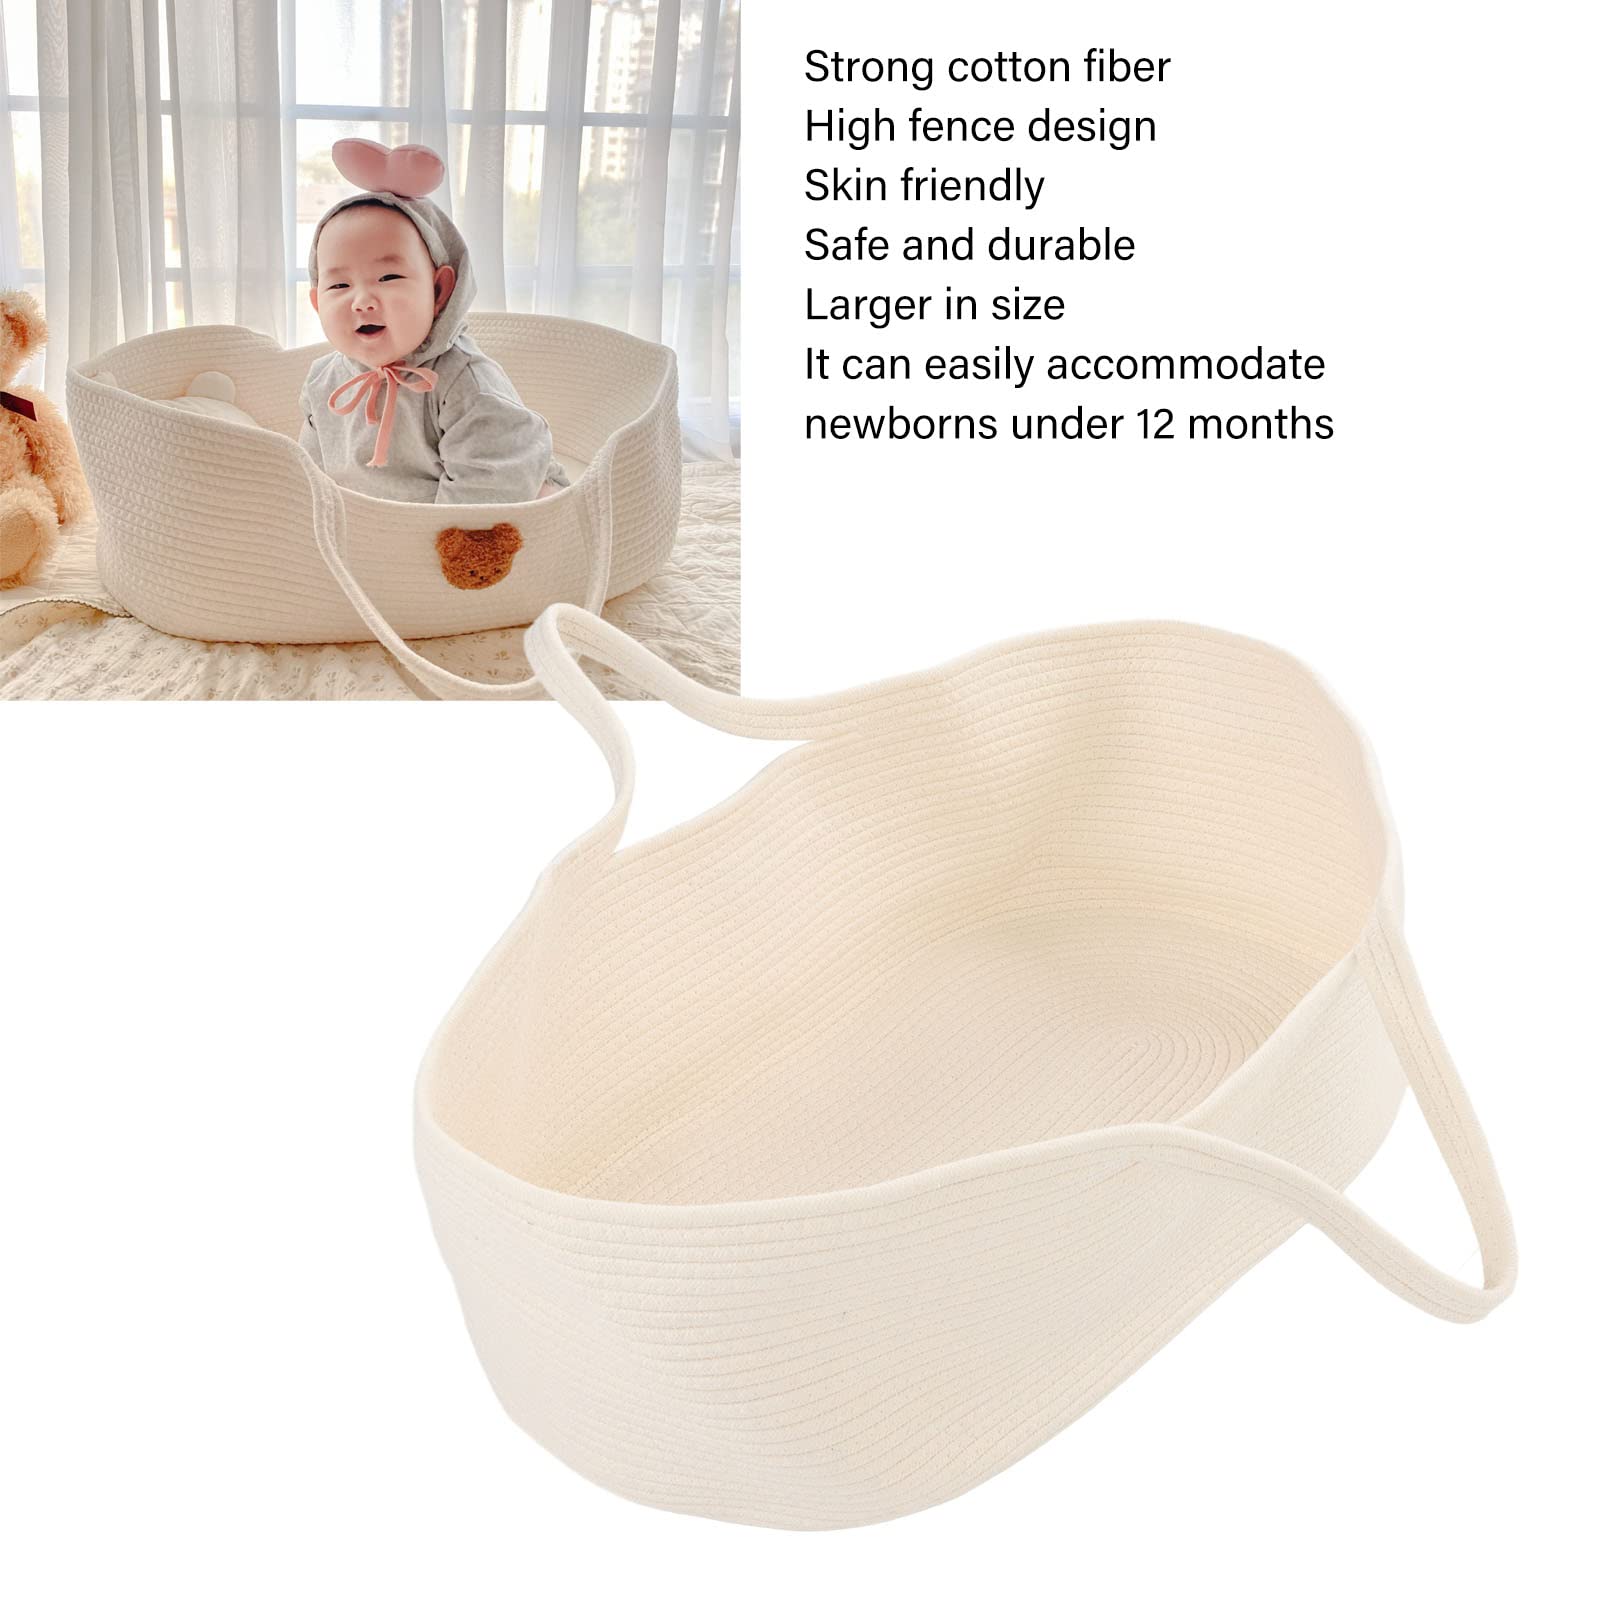 Strong cotton fiber
High fence design
Skin friendly
Safe and durable
Larger in size
It can easily accommodate
newborns under 12 months